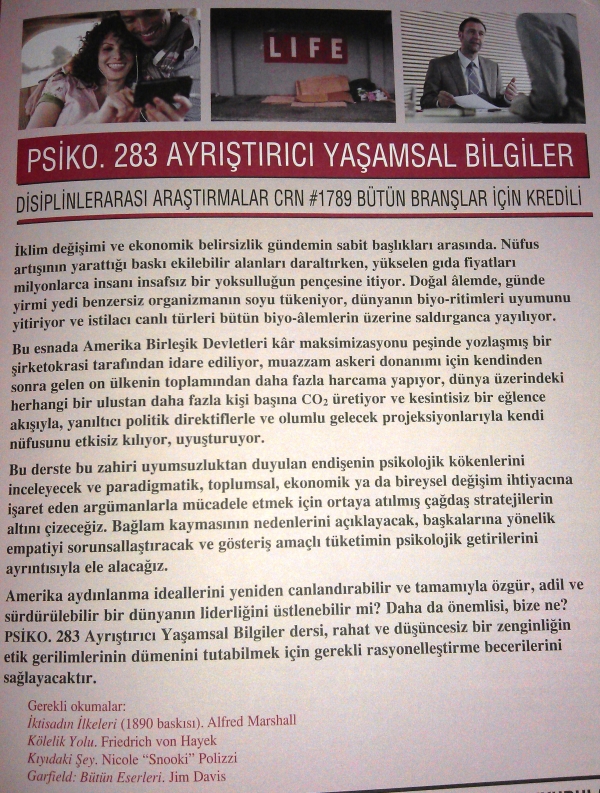 LIFE
PSİKO. 283 AYRIŞTIRICI YAŞAMSAL BİLGİLER
DİSİPLİNLERARASI ARAŞTIRMALAR CRN #1789 BÜTÜN BRANŞLAR İÇİN KREDİLİ
İklim değişimi ve ekonomik belirsizlik gündemin sabit başlıkları arasında. Nüfus
artışının yarattığı baskı ekilebilir alanları daraltırken, yükselen gıda fiyatları
milyonlarca insanı insafsız bir yoksulluğun pençesine itiyor. Doğal âlemde, günde
yirmi yedi benzersiz organizmanın soyu tükeniyor, dünyanın biyo-ritimleri uyumunu
yitiriyor ve istilacı canlı türleri bütün biyo-âlemlerin üzerine saldırganca yayılıyor.
Bu esnada Amerika Birleşik Devletleri kâr maksimizasyonu peşinde yozlaşmış bir
şirketokrasi tarafından idare ediliyor, muazzam askeri donanımı için kendinden
sonra gelen on ülkenin toplamından daha fazla harcama yapıyor, dünya üzerindeki
herhangi bir ulustan daha fazla kişi başına CO₂ üretiyor ve kesintisiz bir eğlence
akışıyla, yanıltıcı politik direktiflerle ve olumlu gelecek projeksiyonlarıyla kendi
nüfusunu etkisiz kılıyor, uyuşturuyor.
Bu derste bu zahiri uyumsuzluktan duyulan endişenin psikolojik kökenlerini
inceleyecek ve paradigmatik, toplumsal, ekonomik ya da bireysel değişim ihtiyacına
işaret eden argümanlarla mücadele etmek için ortaya atılmış çağdaş stratejilerin
altını çizeceğiz. Bağlam kaymasının nedenlerini açıklayacak, başkalarına yönelik
empatiyi sorunsallaştıracak ve gösteriş amaçlı tüketimin psikolojik getirilerini
ayrıntısıyla ele alacağız.
Amerika aydınlanma ideallerini yeniden canlandırabilir ve tamamıyla özgür, adil ve
sürdürülebilir bir dünyanın liderliğini üstlenebilir mi? Daha da önemlisi, bize ne?
PSİKO. 283 Ayrıştırıcı Yaşamsal Bilgiler dersi, rahat ve düşüncesiz bir zenginliğin
etik gerilimlerinin dümenini tutabilmek için gerekli rasyonelleştirme becerilerini
sağlayacaktır.
Gerekli okumalar:
İktisadın İlkeleri (1890 baskısı). Alfred Marshall
Kölelik Yolu. Friedrich von Hayek
Kıyıdaki Şey. Nicole “Snooki” Polizzi
Garfield: Bütün Eserleri. Jim Davis